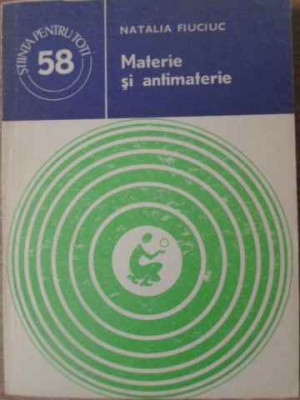 ȘTIINȚA PENTRU TOȚI
58
NATALIA FIUCIUC
Materie
și antimaterie